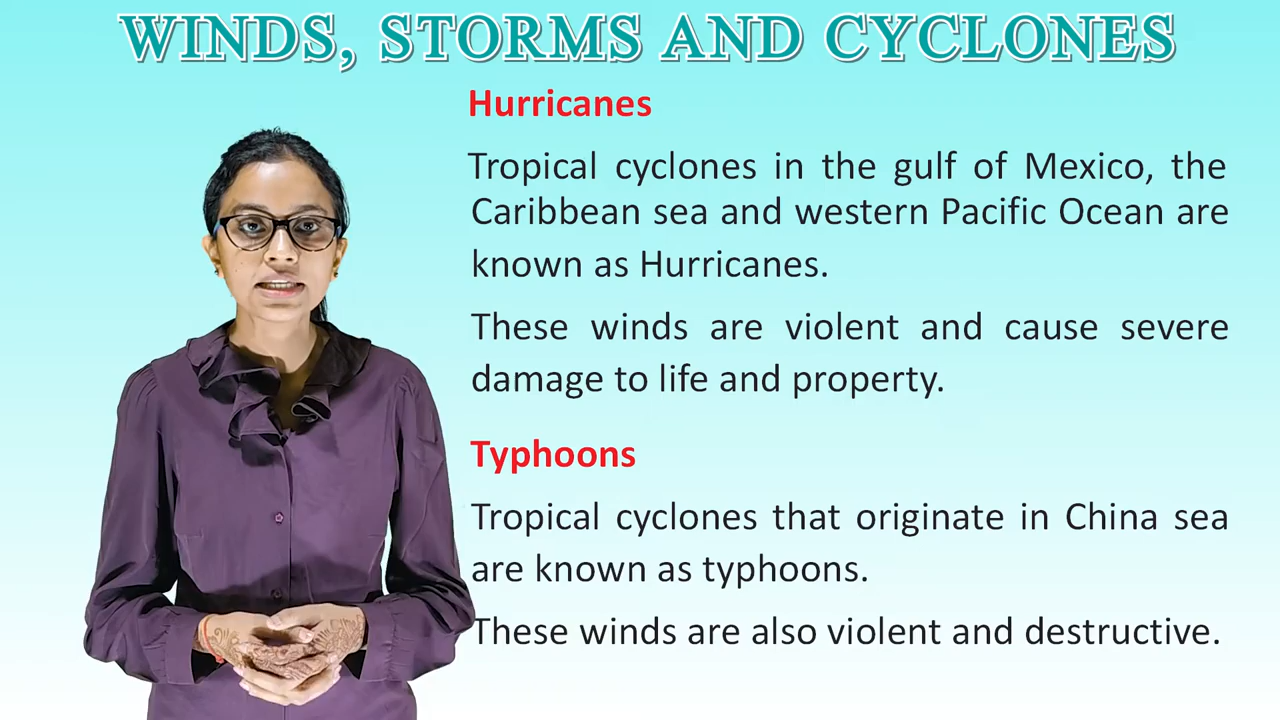 WINDS, STORMS AND CYCLONES
Hurricanes
Tropical cyclones in the gulf of Mexico, the
Caribbean sea and western Pacific Ocean are
known as Hurricanes.
These winds are violent and cause severe
damage to life and property.
Typhoons
Tropical cyclones that originate in China sea
are known as typhoons.
These winds are also violent and destructive.